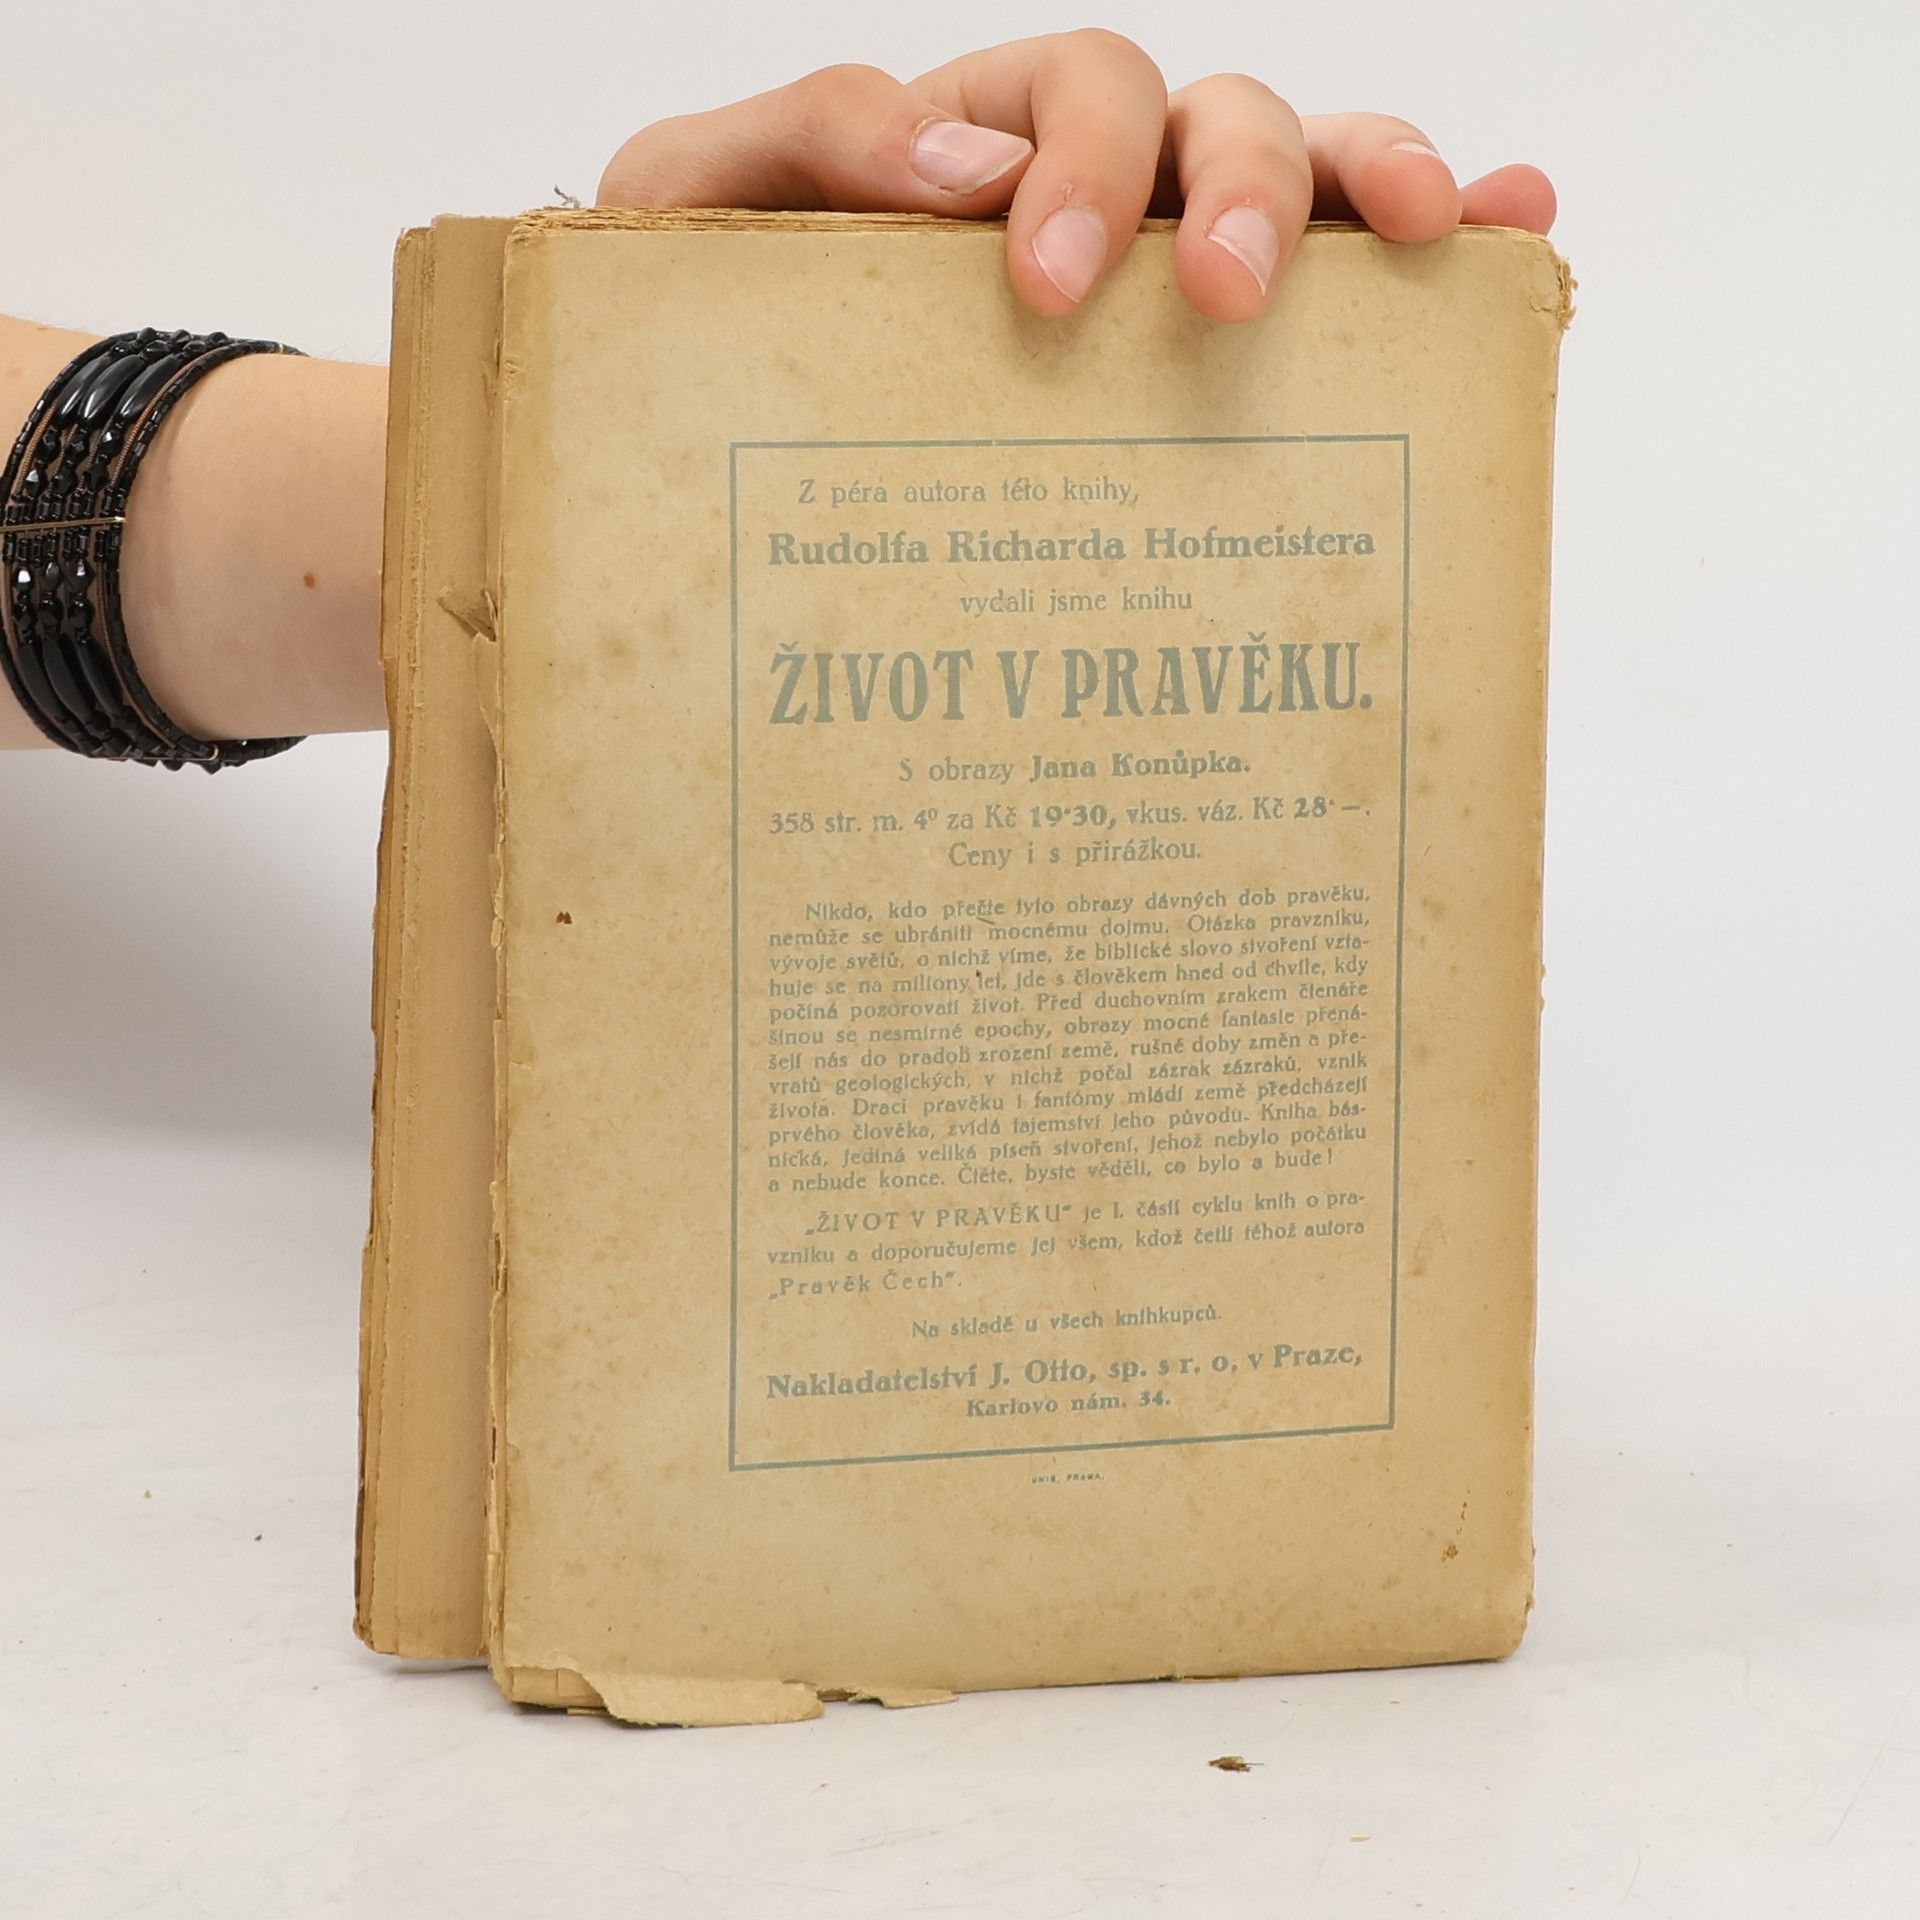 Z péra autora této knihy,
Rudolfa Richarda Hofmeistera
vydali jsme knihu
ŽIVOT V PRAVĚKU.
S obrazy Jana Konůpka.
358 str. m. 4⁰ za Kč 19·30, vkus. váz. Kč 28·—.
Ceny i s přirážkou.
Nikdo, kdo přečte tyto obrazy dávných dob pravěku,
nemůže se ubrániti mocnému dojmu. Otázka pravzniku,
vývoje světů, o nichž víme, že biblické slovo stvoření vzta-
huje se na miliony let, jde s člověkem hned od chvíle, kdy
počíná pozorovati život. Před duchovním zrakem čtenáře
šinou se nesmírné epochy, obrazy mocné fantasie přená-
šejí nás do pradob zrození země, rušné doby změn a pře-
vratů geologických, v nichž počal zázrak zázraků, vznik
života. Draci pravěku i fantómy mládí země předcházejí
prvého člověka, zvídá tajemství jeho původu. Kniha bás-
nická, jediná veliká píseň stvoření, jehož nebylo počátku
a nebude konce. Čtěte, byste věděli, co bylo a bude!
„ŽIVOT V PRAVĚKU“ je I. částí cyklu knih o pra-
vzniku a doporučujeme jej všem, kdož četli téhož autora
„Pravěk Čech“.
Na skladě u všech knihkupců.
Nakladatelství J. Otto, sp. s r. o. v Praze,
Karlovo nám. 34.
UNIE, PRAHA.